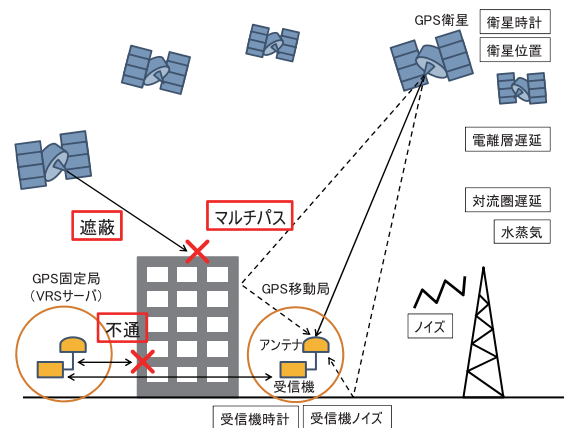 GPS衛星
衛星時計
衛星位置
電離層遅延
対流圏遅延
水蒸気
マルチパス
遮蔽
GPS固定局
(VRSサーバ)
GPS移動局
不通
ノイズ
アンテナ
受信機
受信機時計
受信機ノイズ